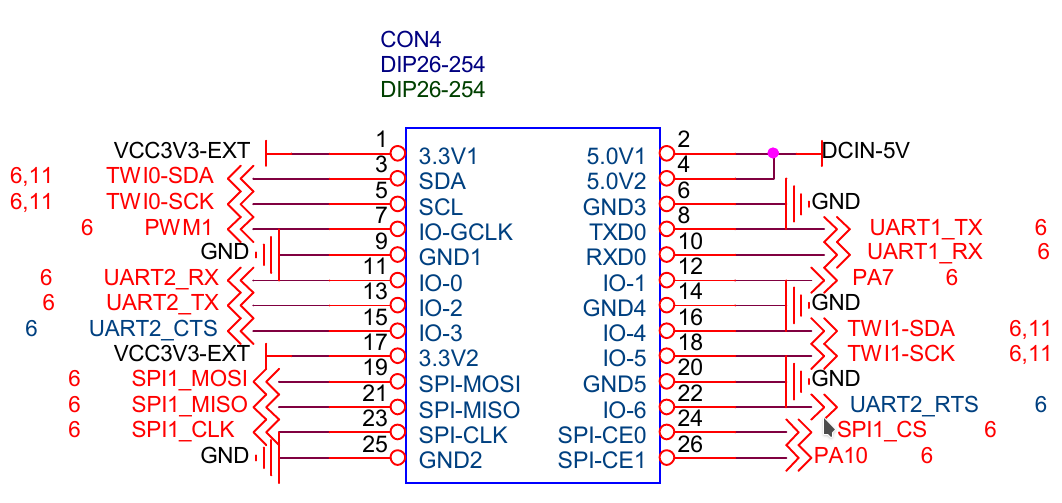 CON4
DIP26-254
DIP26-254
VCC3V3-EXT 1 3.3V1 5.0V1 2 DCIN-5V
6,11 TWI0-SDA 3 SDA 5.0V2 4
6,11 TWI0-SCK 5 SCL GND3 6 GND
6 PWM1 7 IO-GCLK TXD0 8 UART1_TX 6
GND 9 GND1 RXD0 10 UART1_RX 6
6 UART2_RX 11 IO-0 IO-1 12 PA7 6
6 UART2_TX 13 IO-2 GND4 14 GND
6 UART2_CTS 15 IO-3 IO-4 16 TWI1-SDA 6,11
VCC3V3-EXT 17 3.3V2 IO-5 18 TWI1-SCK 6,11
6 SPI1_MOSI 19 SPI-MOSI GND5 20 GND
6 SPI1_MISO 21 SPI-MISO IO-6 22 UART2_RTS 6
6 SPI1_CLK 23 SPI-CLK SPI-CE0 24 SPI1_CS 6
GND 25 GND2 SPI-CE1 26 PA10 6